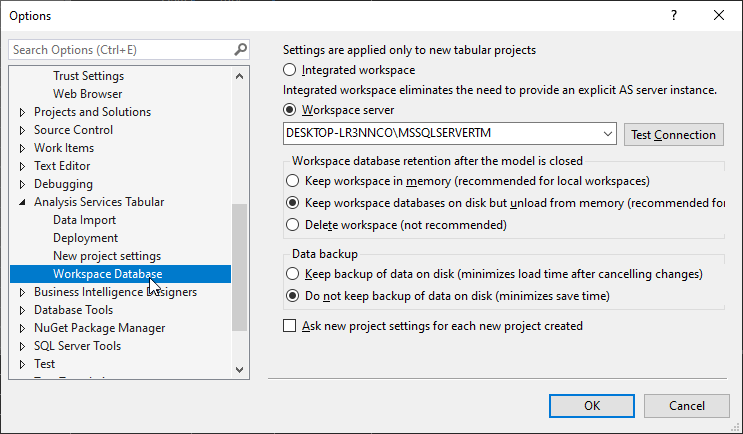 Options
Search Options (Ctrl+E)
Trust Settings
Web Browser
Projects and Solutions
Source Control
Work Items
Text Editor
Debugging
Analysis Services Tabular
Data Import
Deployment
New project settings
Workspace Database
Business Intelligence Designers
Database Tools
NuGet Package Manager
SQL Server Tools
Test
Settings are applied only to new tabular projects
Integrated workspace
Integrated workspace eliminates the need to provide an explicit AS server instance.
Workspace server
DESKTOP-LR3NNCO\MSSQLSERVERTM
Test Connection
Workspace database retention after the model is closed
Keep workspace in memory (recommended for local workspaces)
Keep workspace databases on disk but unload from memory (recommended for
Delete workspace (not recommended)
Data backup
Keep backup of data on disk (minimizes load time after cancelling changes)
Do not keep backup of data on disk (minimizes save time)
Ask new project settings for each new project created
OK
Cancel